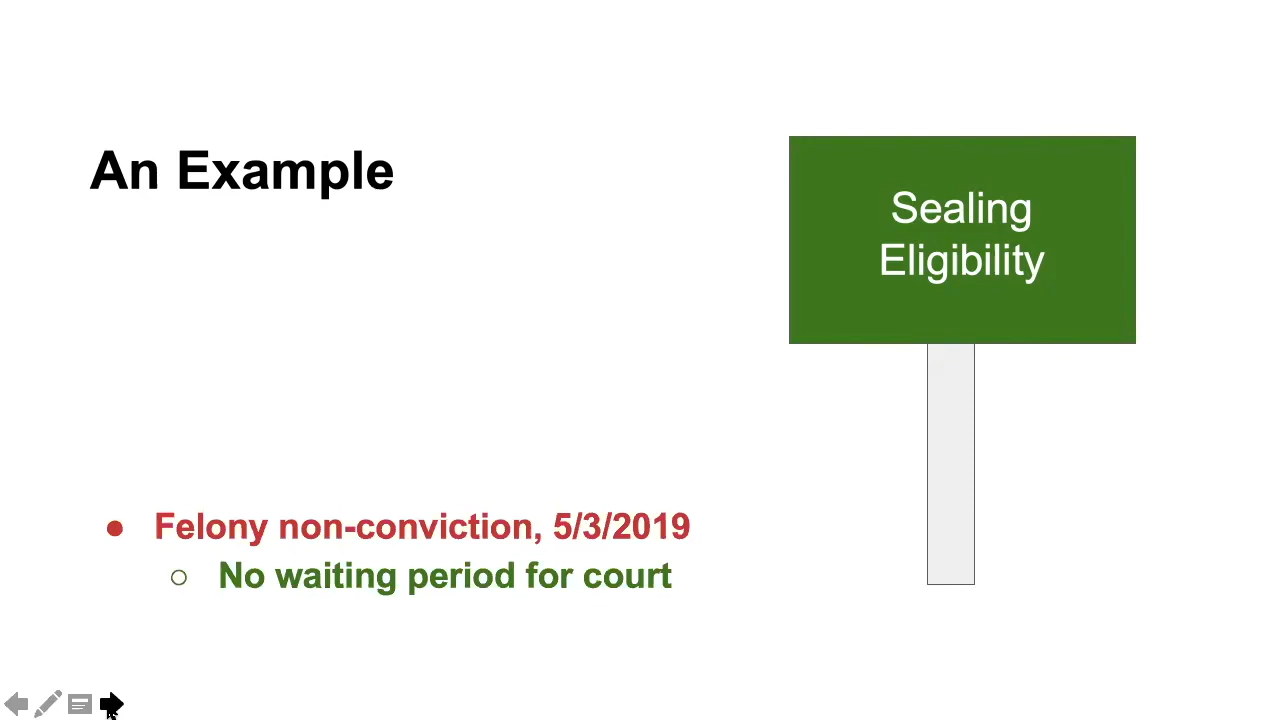 An Example
Sealing
Eligibility
● Felony non-conviction, 5/3/2019
○ No waiting period for court